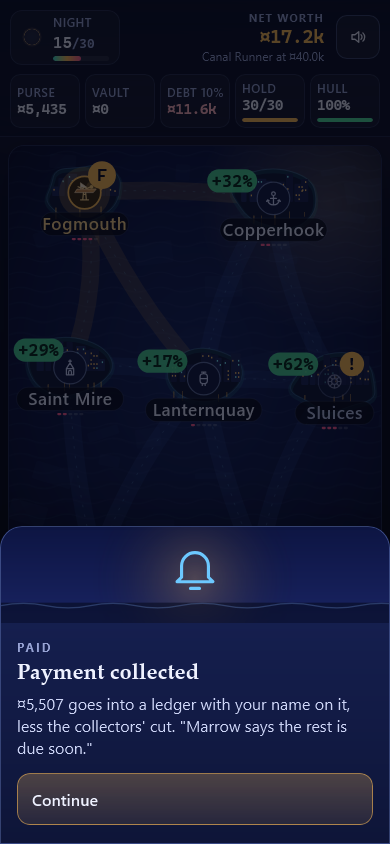 NIGHT
15/30
NET WORTH
¤17.2k
Canal Runner at ¤40.0k
PURSE
¤5,435
VAULT
¤0
DEBT 10%
¤11.6k
HOLD
30/30
HULL
100%
F
Fogmouth
+32%
Copperhook
+29%
Saint Mire
+17%
Lanternquay
+62%
!
Sluices
PAID
Payment collected
¤5,507 goes into a ledger with your name on it,
less the collectors' cut. "Marrow says the rest is
due soon."
Continue